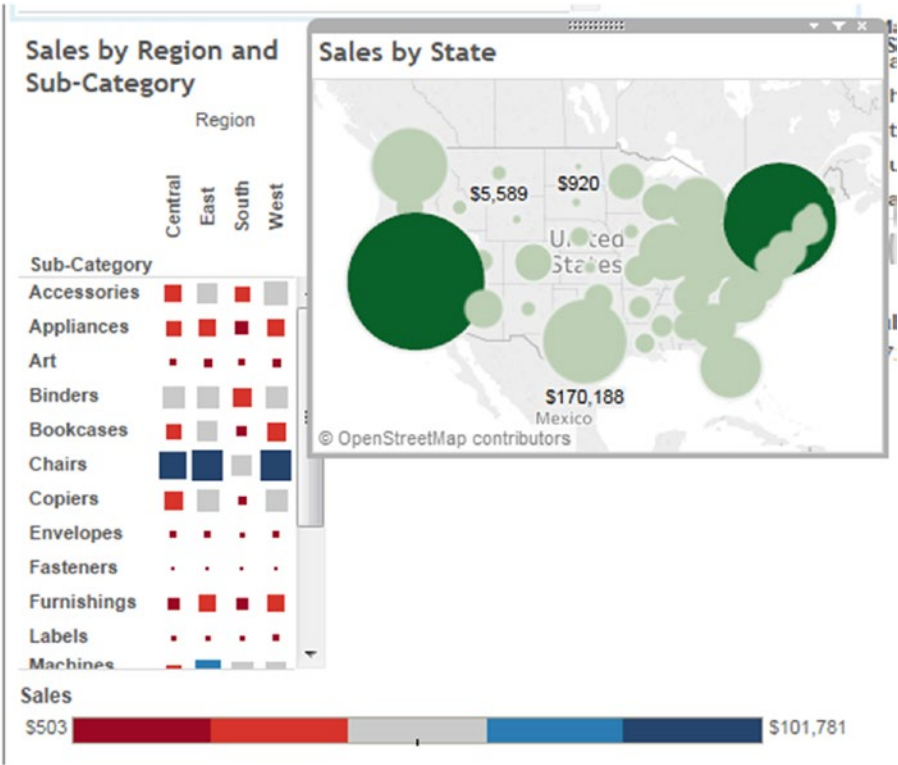 Sales by Region and
Sub-Category
Region
Central
East
South
West
Sub-Category
Accessories
Appliances
Art
Binders
Bookcases
Chairs
Copiers
Envelopes
Fasteners
Furnishings
Labels
Machines
Sales by State
$5,589
$920
United
States
$170,188
Mexico
© OpenStreetMap contributors
Sales
$503
$101,781